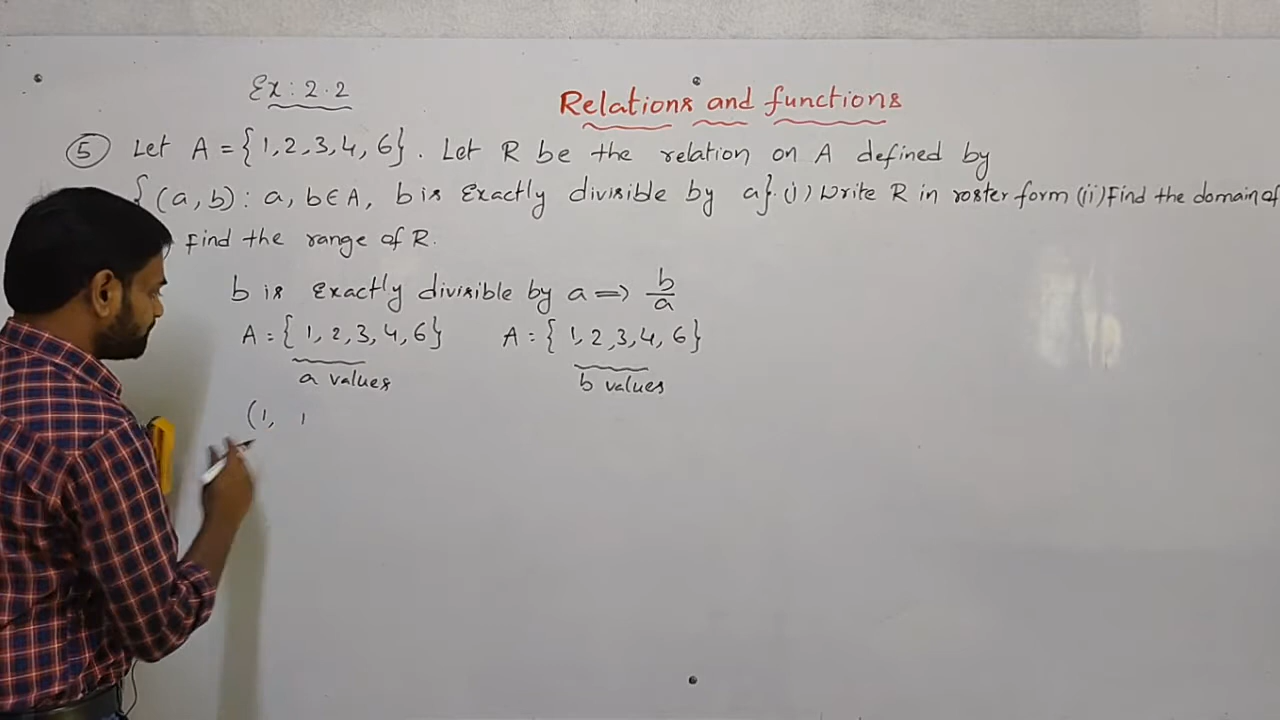 Ex: 2.2
Relations and functions
⑤ Let A = {1,2,3,4,6}. Let R be the relation on A defined by
{(a,b): a, b ∈ A, b is Exactly divisible by a}. (i) Write R in roster form (ii) Find the domain of
Find the range of R.
b is Exactly divisible by a ⟹ b/a
A = {1,2,3,4,6} A = {1,2,3,4,6}
a values b values
(1, 1